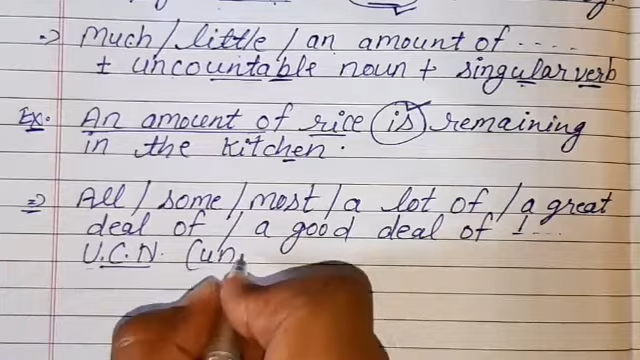 → Much / little / an amount of ....
+ uncountable noun + singular verb
Ex: An amount of rice is remaining
in the kitchen.
⇒ All / some / most / a lot of / a great
deal of / a good deal of / ...
U.C.N. (un